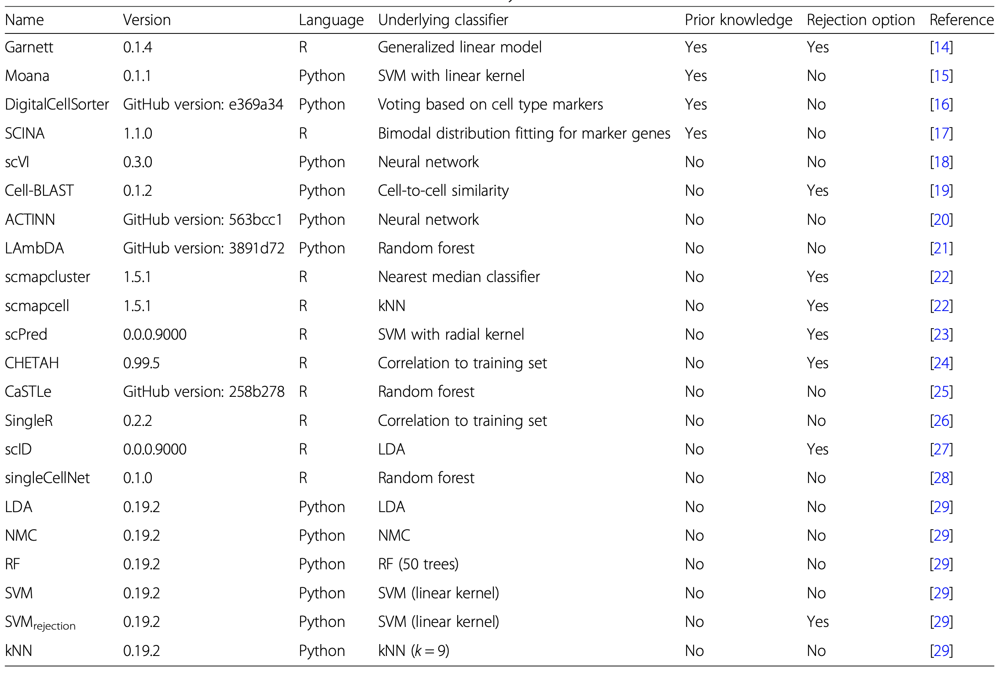 Name Version Language Underlying classifier Prior knowledge Rejection option Reference
Garnett 0.1.4 R Generalized linear model Yes Yes [14]
Moana 0.1.1 Python SVM with linear kernel Yes No [15]
DigitalCellSorter GitHub version: e369a34 Python Voting based on cell type markers Yes No [16]
SCINA 1.1.0 R Bimodal distribution fitting for marker genes Yes No [17]
scVI 0.3.0 Python Neural network No No [18]
Cell-BLAST 0.1.2 Python Cell-to-cell similarity No Yes [19]
ACTINN GitHub version: 563bcc1 Python Neural network No No [20]
LAmbDA GitHub version: 3891d72 Python Random forest No No [21]
scmapcluster 1.5.1 R Nearest median classifier No Yes [22]
scmapcell 1.5.1 R kNN No Yes [22]
scPred 0.0.0.9000 R SVM with radial kernel No Yes [23]
CHETAH 0.99.5 R Correlation to training set No Yes [24]
CaSTLe GitHub version: 258b278 R Random forest No No [25]
SingleR 0.2.2 R Correlation to training set No No [26]
scID 0.0.0.9000 R LDA No Yes [27]
singleCellNet 0.1.0 R Random forest No No [28]
LDA 0.19.2 Python LDA No No [29]
NMC 0.19.2 Python NMC No No [29]
RF 0.19.2 Python RF (50 trees) No No [29]
SVM 0.19.2 Python SVM (linear kernel) No No [29]
SVMrejection 0.19.2 Python SVM (linear kernel) No Yes [29]
kNN 0.19.2 Python kNN (k = 9) No No [29]